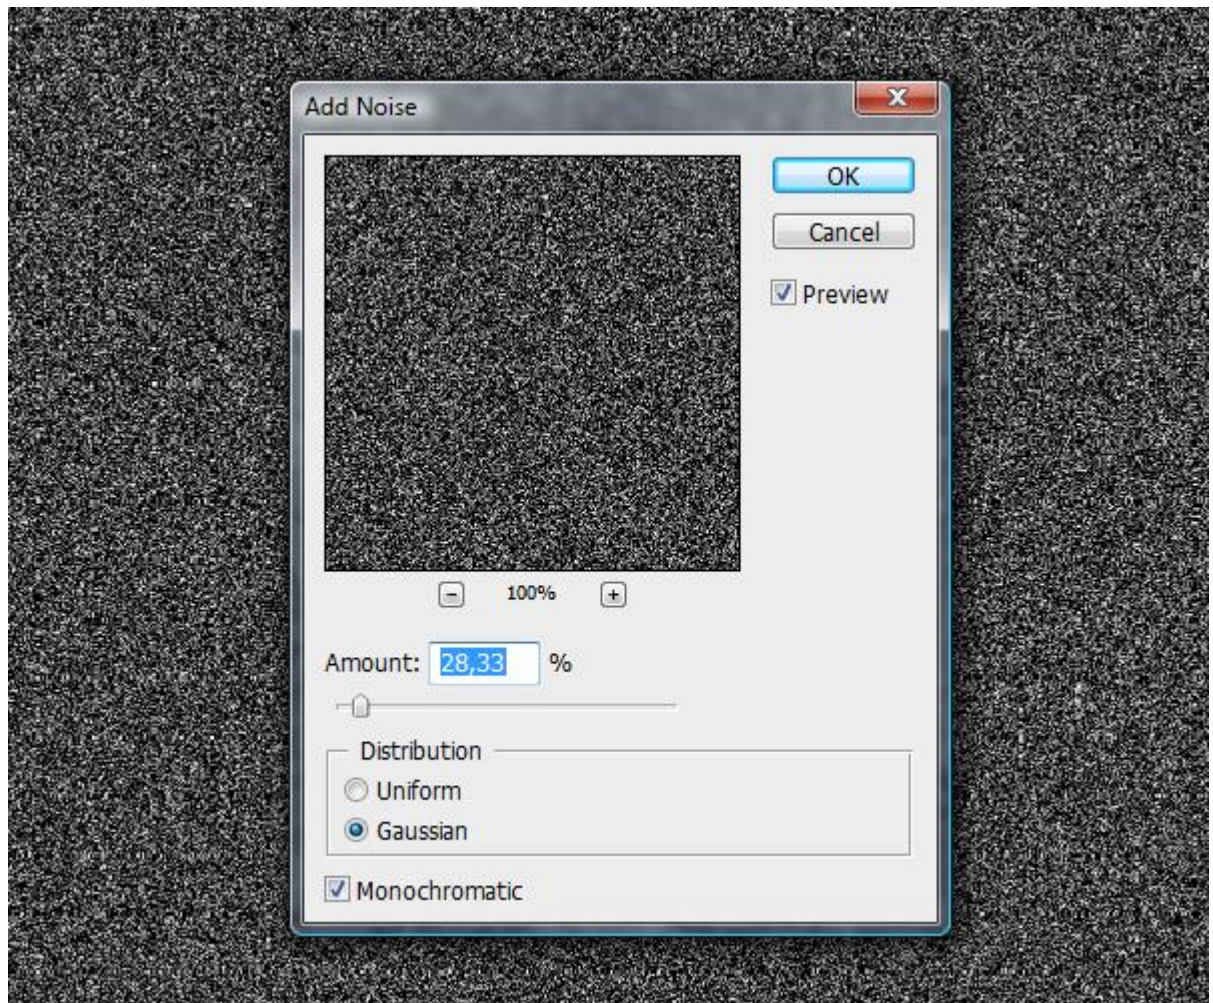 Add Noise
OK
Cancel
Preview
100%
Amount: 28,33 %
Distribution
Uniform
Gaussian
Monochromatic